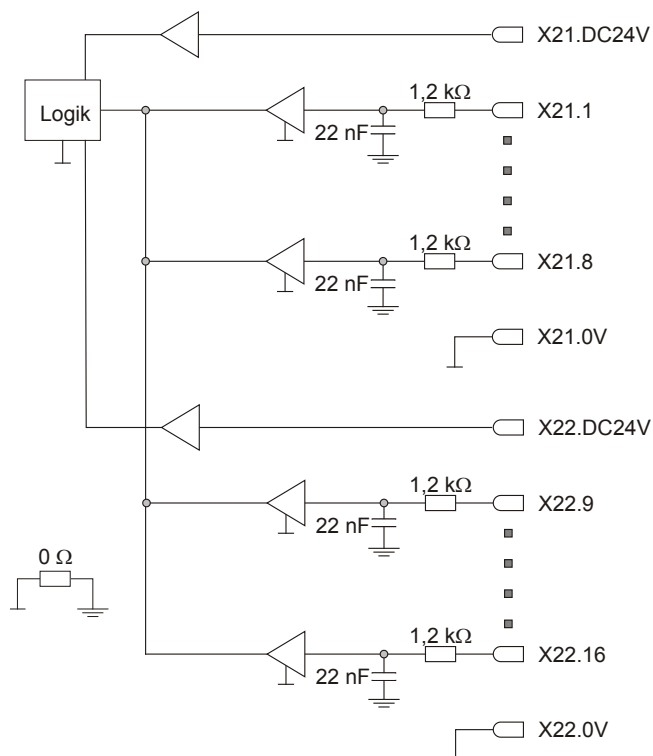 X21.DC24V
Logik
1,2 kΩ
X21.1
22 nF
1,2 kΩ
X21.8
22 nF
X21.0V
X22.DC24V
1,2 kΩ
X22.9
22 nF
0 Ω
1,2 kΩ
X22.16
22 nF
X22.0V